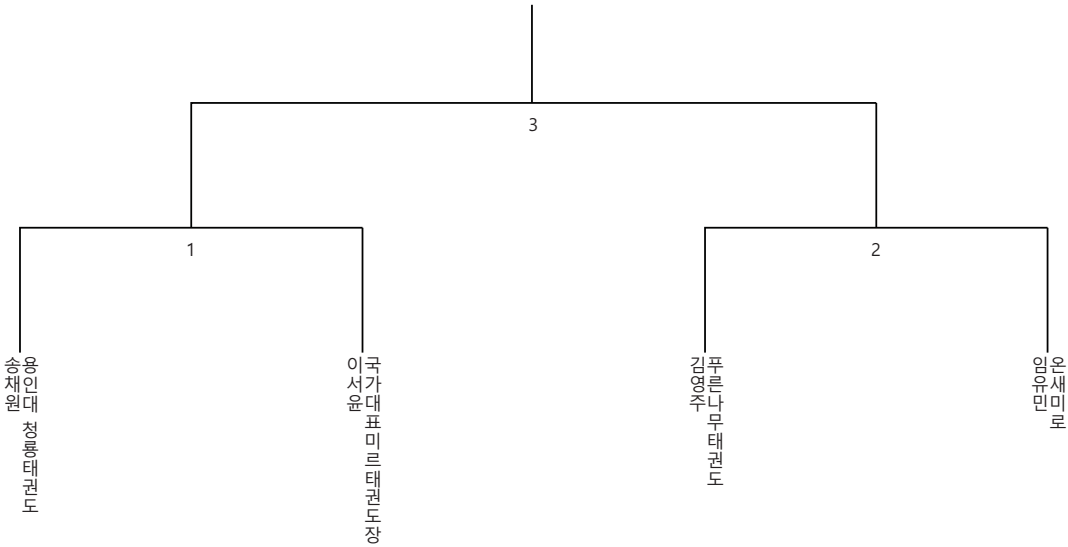 3
1
2
송채원
용인대 청룡태권도
이서윤
국가대표미르태권도장
김영주
푸른나무태권도
임유민
온새미로